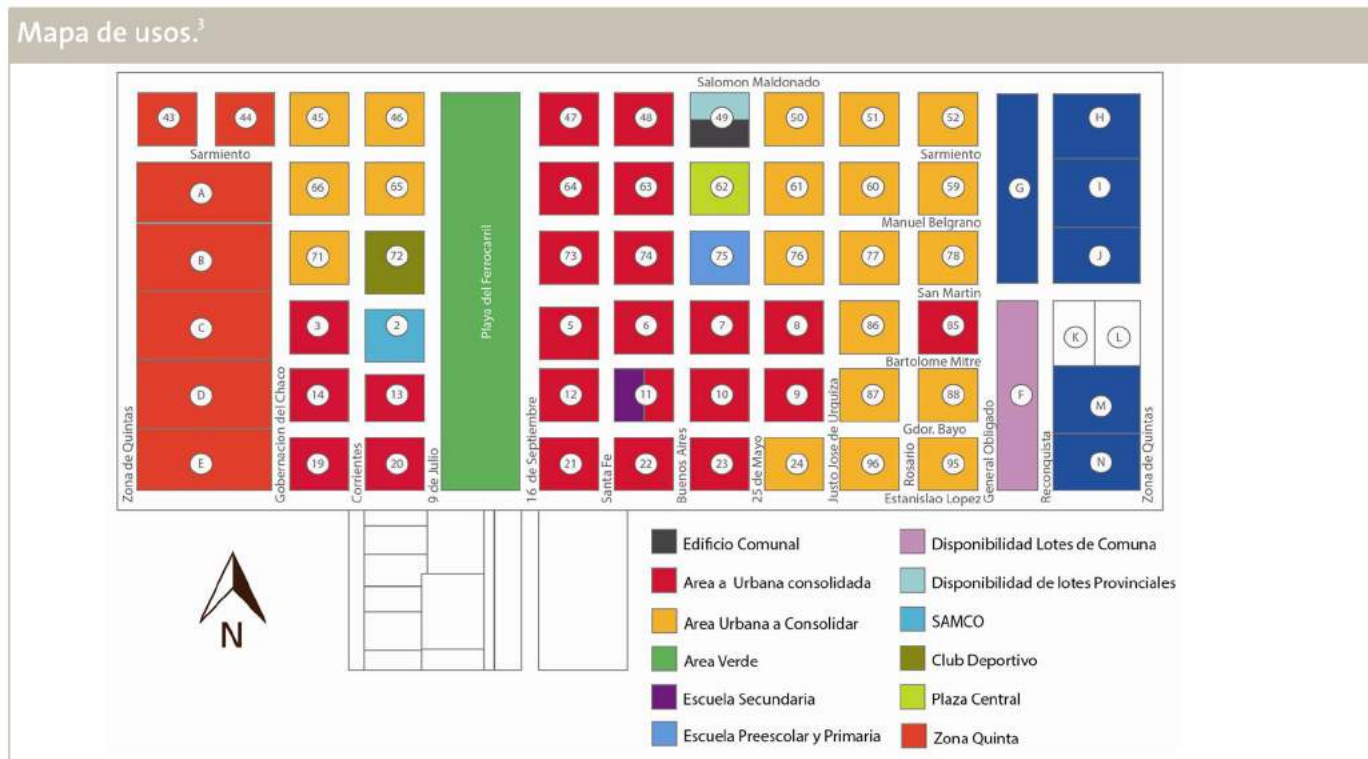 Mapa de usos.³
Salomon Maldonado
43 44 45 46 47 48 49 50 51 52 H
Sarmiento Sarmiento
A 66 65 64 63 62 61 60 59 G I
Manuel Belgrano
B 71 72 73 74 75 76 77 78 J
San Martin
C 3 2 5 6 7 8 86 85 K L
Bartolome Mitre
D 14 13 12 11 10 9 87 88 F M
Gdor. Bayo
E 19 20 21 22 23 24 96 95 N
Estanislao Lopez
Zona de Quintas
Gobernacion del Chaco
Corrientes
9 de Julio
Playa del Ferrocarril
16 de Septiembre
Santa Fe
Buenos Aires
25 de Mayo
Justo Jose de Urquiza
Rosario
General Obligado
Reconquista
Zona de Quintas
N
Edificio Comunal
Area a Urbana consolidada
Area Urbana a Consolidar
Area Verde
Escuela Secundaria
Escuela Preescolar y Primaria
Disponibilidad Lotes de Comuna
Disponibilidad de lotes Provinciales
SAMCO
Club Deportivo
Plaza Central
Zona Quinta